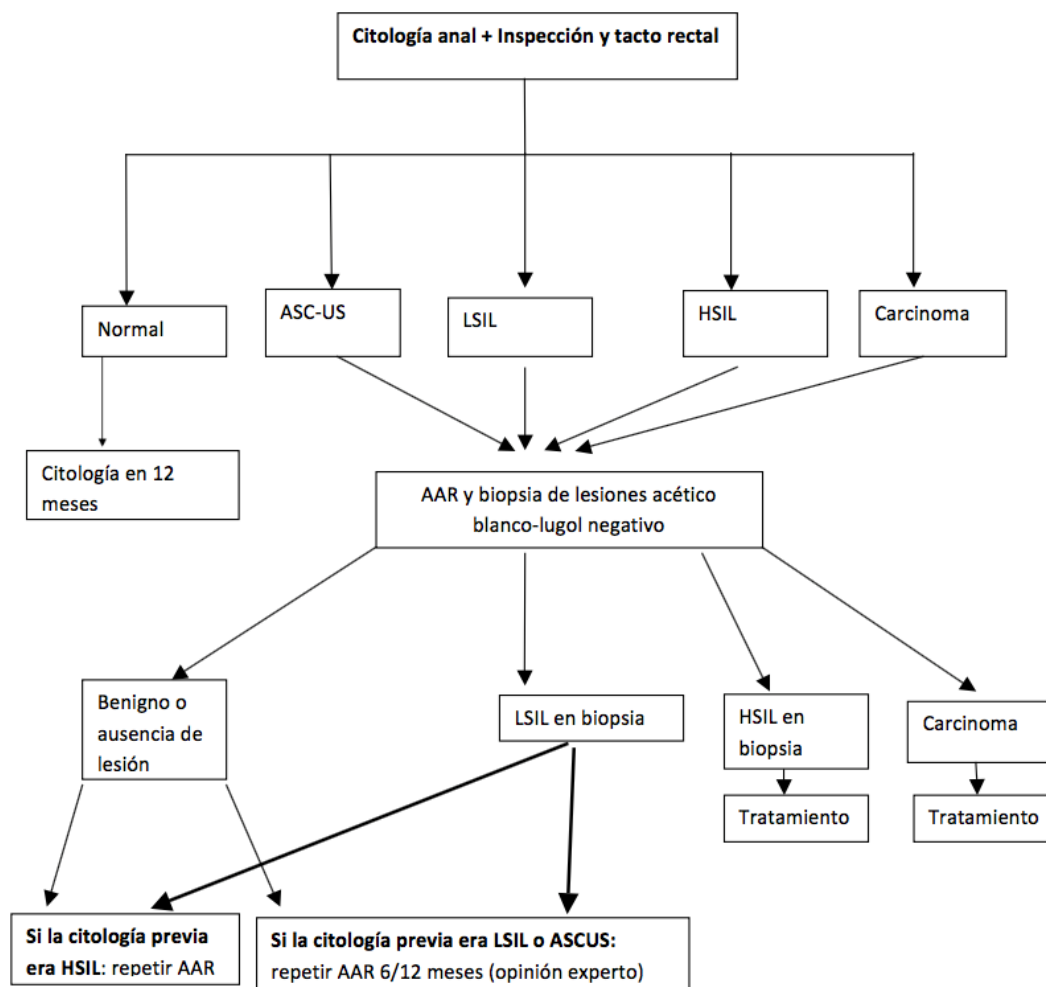 Citología anal + Inspección y tacto rectal
Normal
ASC-US
LSIL
HSIL
Carcinoma
Citología en 12
meses
AAR y biopsia de lesiones acético
blanco-lugol negativo
Benigno o
ausencia de
lesión
LSIL en biopsia
HSIL en
biopsia
Carcinoma
Tratamiento
Tratamiento
Si la citología previa
era HSIL: repetir AAR
Si la citología previa era LSIL o ASCUS:
repetir AAR 6/12 meses (opinión experto)